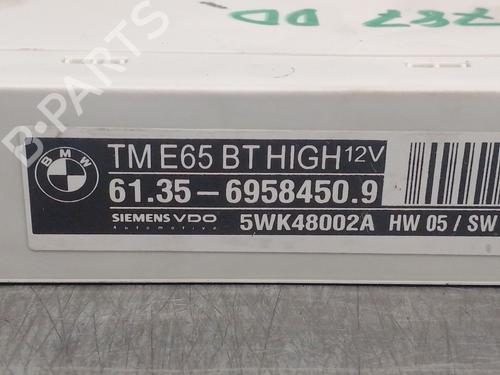 787 DD
B-PARTS
BMW
TM E65 BT HIGH 12V
61.35-6958450.9
SIEMENS VDO
Automotive
5WK48002A HW 05 / SW